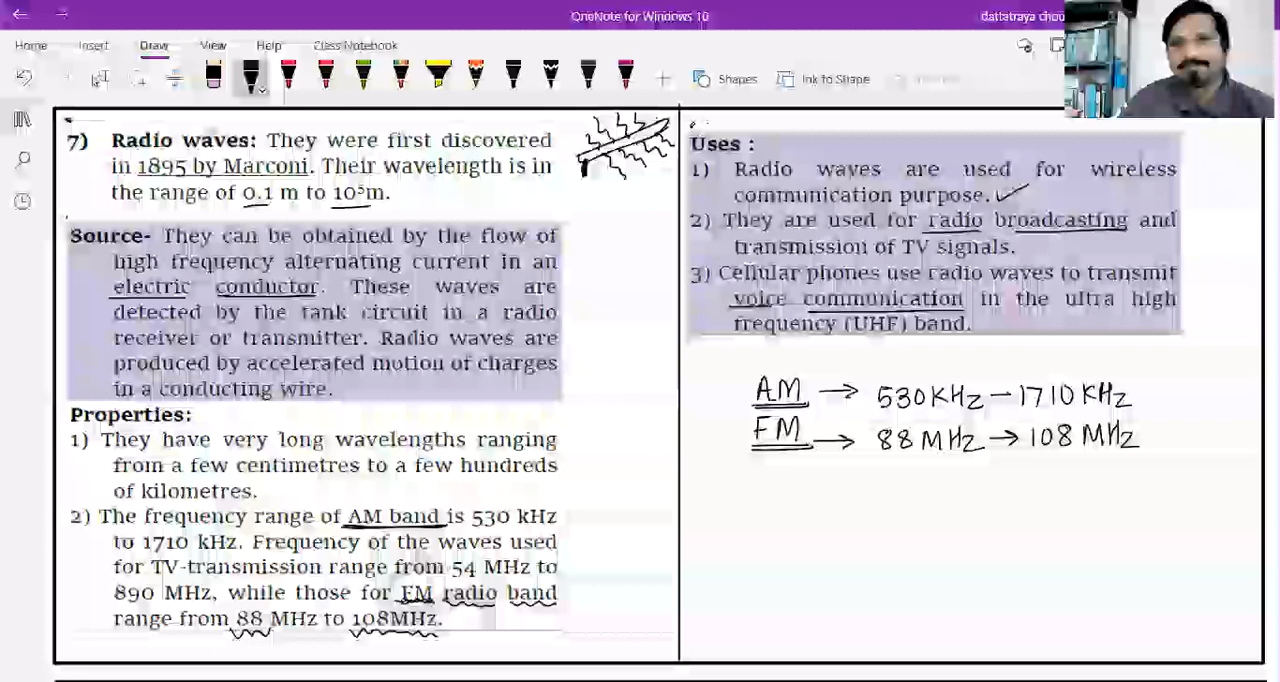 OneNote for Windows 10
dattatraya chou
Home Insert Draw View Help Class Notebook
Shapes Ink to Shape
7) Radio waves: They were first discovered
in 1895 by Marconi. Their wavelength is in
the range of 0.1 m to 10⁵m.
Source- They can be obtained by the flow of
high frequency alternating current in an
electric conductor. These waves are
detected by the tank circuit in a radio
receiver or transmitter. Radio waves are
produced by accelerated motion of charges
in a conducting wire.
Properties:
1) They have very long wavelengths ranging
from a few centimetres to a few hundreds
of kilometres.
2) The frequency range of AM band is 530 kHz
to 1710 kHz. Frequency of the waves used
for TV-transmission range from 54 MHz to
890 MHz, while those for FM radio band
range from 88 MHz to 108MHz.
Uses :
1) Radio waves are used for wireless
communication purpose.
2) They are used for radio broadcasting and
transmission of TV signals.
3) Cellular phones use radio waves to transmit
voice communication in the ultra high
frequency (UHF) band.
AM → 530 KHz – 1710 KHz
FM → 88 MHz → 108 MHz